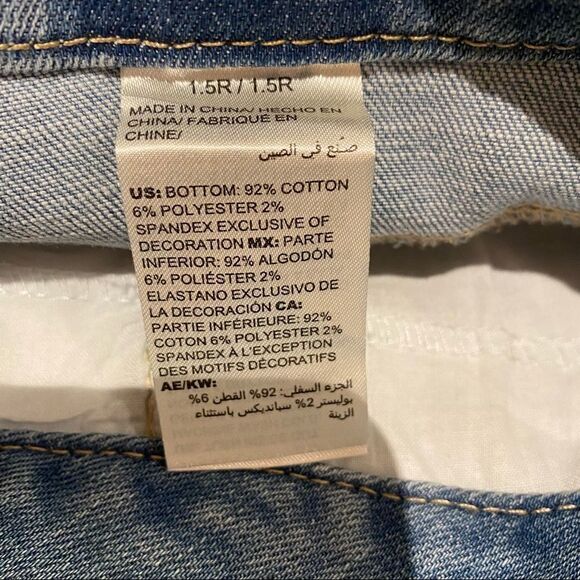 1.5R / 1.5R
MADE IN CHINA/ HECHO EN
CHINA/ FABRIQUÉ EN
CHINE/
صنع في الصين
US: BOTTOM: 92% COTTON
6% POLYESTER 2%
SPANDEX EXCLUSIVE OF
DECORATION MX: PARTE
INFERIOR: 92% ALGODÓN
6% POLIÉSTER 2%
ELASTANO EXCLUSIVO DE
LA DECORACIÓN CA:
PARTIE INFÉRIEURE: 92%
COTON 6% POLYESTER 2%
SPANDEX À L'EXCEPTION
DES MOTIFS DÉCORATIFS
AE/KW:
الجزء السفلي: 92% القطن 6%
بوليستر 2% سبانديكس باستثناء
الزينة